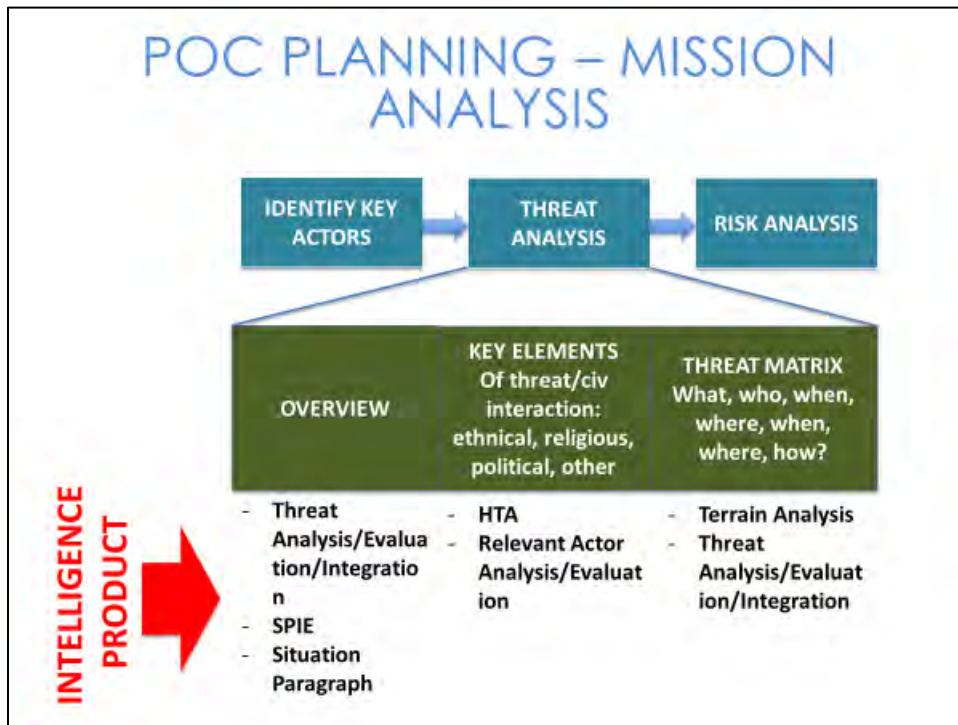 POC PLANNING – MISSION
ANALYSIS
IDENTIFY KEY
ACTORS
THREAT
ANALYSIS
RISK ANALYSIS
OVERVIEW
KEY ELEMENTS
Of threat/civ
interaction:
ethnical, religious,
political, other
THREAT MATRIX
What, who, when,
where, when,
where, how?
INTELLIGENCE
PRODUCT
- Threat
Analysis/Evalua
tion/Integratio
n
- SPIE
- Situation
Paragraph
- HTA
- Relevant Actor
Analysis/Evaluat
ion
- Terrain Analysis
- Threat
Analysis/Evaluat
ion/Integration